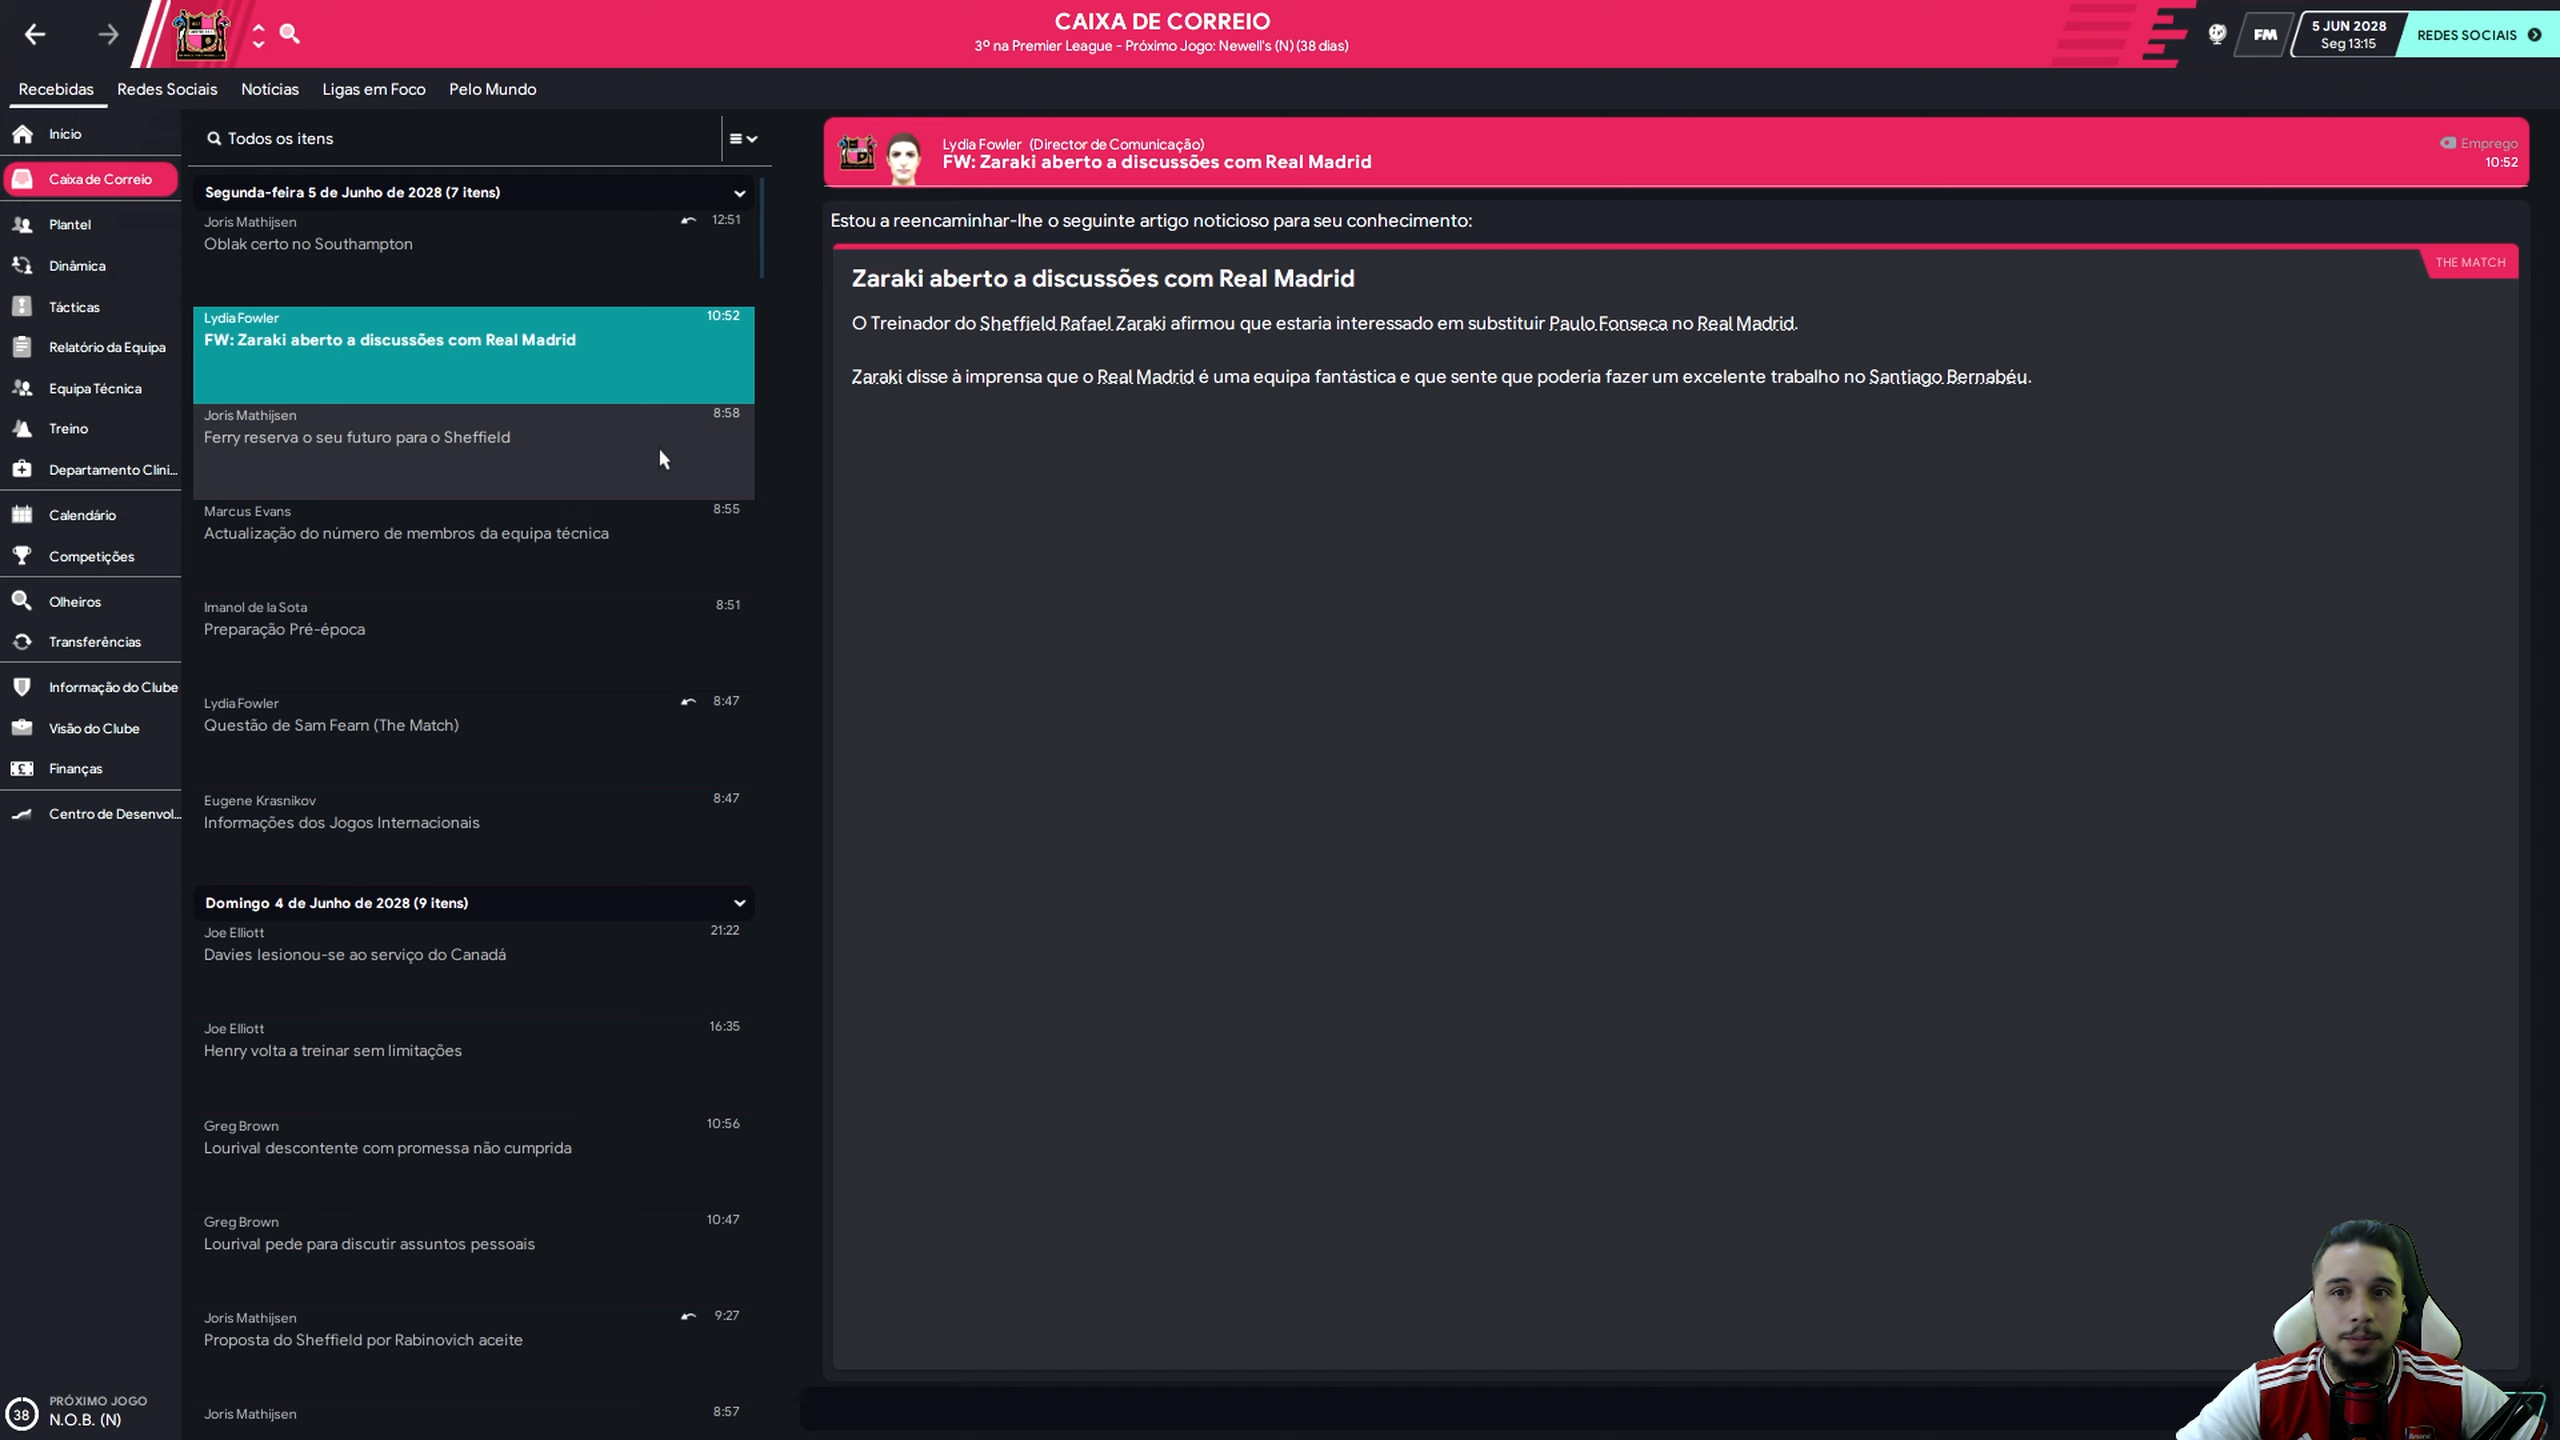 CAIXA DE CORREIO
3º na Premier League - Próximo Jogo: Newell's (N) (38 dias)
FM
5 JUN 2028
Seg 13:15
REDES SOCIAIS
Recebidas
Redes Sociais
Notícias
Ligas em Foco
Pelo Mundo
Início
Caixa de Correio
Plantel
Dinâmica
Tácticas
Relatório da Equipa
Equipa Técnica
Treino
Departamento Clíni...
Calendário
Competições
Olheiros
Transferências
Informação do Clube
Visão do Clube
Finanças
Centro de Desenvol...
38
PRÓXIMO JOGO
N.O.B. (N)
Todos os itens
Segunda-feira 5 de Junho de 2028 (7 itens)
Joris Mathijsen 12:51
Oblak certo no Southampton
Lydia Fowler 10:52
FW: Zaraki aberto a discussões com Real Madrid
Joris Mathijsen 8:58
Ferry reserva o seu futuro para o Sheffield
Marcus Evans 8:55
Actualização do número de membros da equipa técnica
Imanol de la Sota 8:51
Preparação Pré-época
Lydia Fowler 8:47
Questão de Sam Fearn (The Match)
Eugene Krasnikov 8:47
Informações dos Jogos Internacionais
Domingo 4 de Junho de 2028 (9 itens)
Joe Elliott 21:22
Davies lesionou-se ao serviço do Canadá
Joe Elliott 16:35
Henry volta a treinar sem limitações
Greg Brown 10:56
Lourival descontente com promessa não cumprida
Greg Brown 10:47
Lourival pede para discutir assuntos pessoais
Joris Mathijsen 9:27
Proposta do Sheffield por Rabinovich aceite
Joris Mathijsen 8:57
Lydia Fowler (Director de Comunicação)
FW: Zaraki aberto a discussões com Real Madrid
Emprego
10:52
Estou a reencaminhar-lhe o seguinte artigo noticioso para seu conhecimento:
THE MATCH
Zaraki aberto a discussões com Real Madrid
O Treinador do Sheffield Rafael Zaraki afirmou que estaria interessado em substituir Paulo Fonseca no Real Madrid.
Zaraki disse à imprensa que o Real Madrid é uma equipa fantástica e que sente que poderia fazer um excelente trabalho no Santiago Bernabéu.